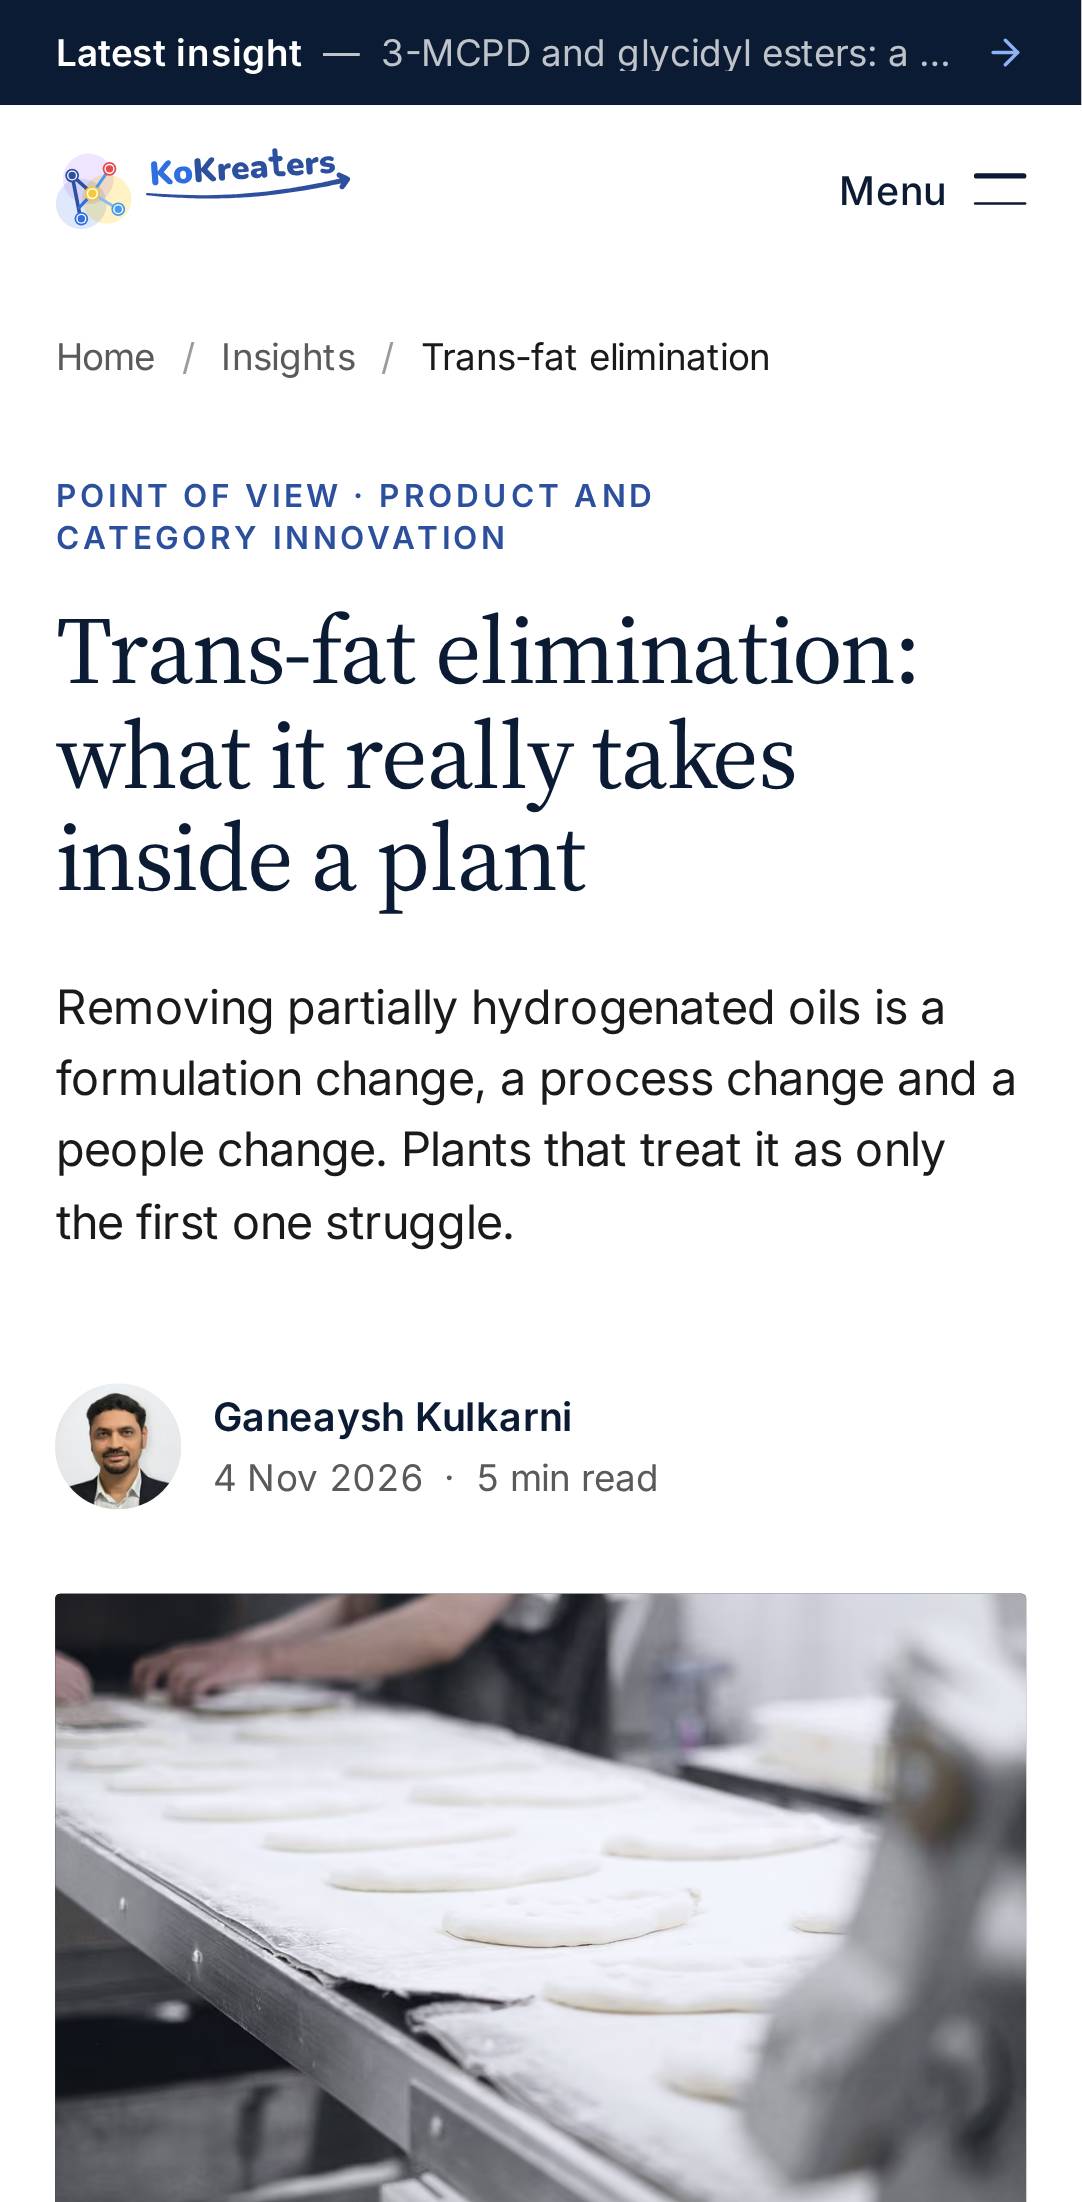 Latest insight — 3-MCPD and glycidyl esters: a ...
KoKreaters
Menu
Home / Insights / Trans-fat elimination
POINT OF VIEW · PRODUCT AND
CATEGORY INNOVATION
Trans-fat elimination:
what it really takes
inside a plant
Removing partially hydrogenated oils is a
formulation change, a process change and a
people change. Plants that treat it as only
the first one struggle.
Ganeaysh Kulkarni
4 Nov 2026 · 5 min read